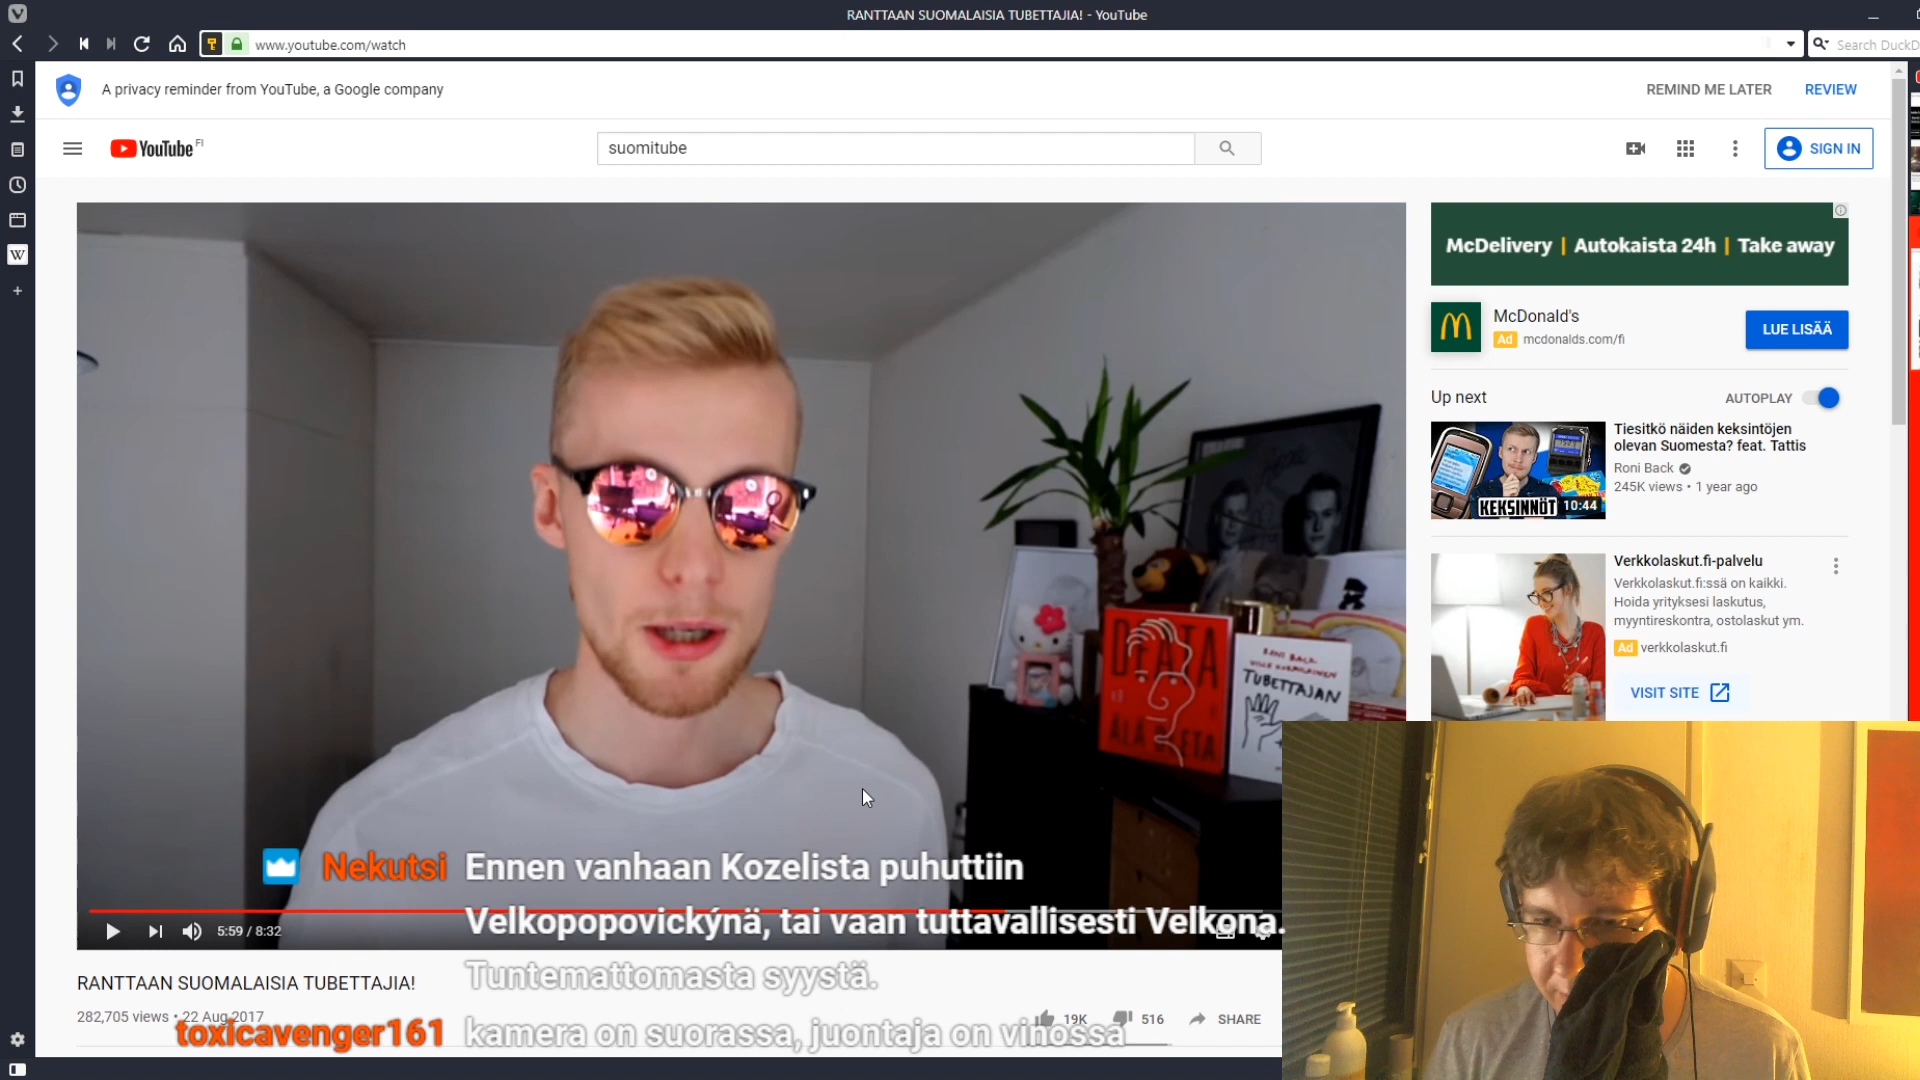 RANTTAAN SUOMALAISIA TUBETTAJIA! - YouTube
www.youtube.com/watch
Search DuckD
A privacy reminder from YouTube, a Google company
REMIND ME LATER
REVIEW
YouTube FI
suomitube
SIGN IN
McDelivery | Autokaista 24h | Take away
McDonald's
Ad mcdonalds.com/fi
LUE LISÄÄ
Up next
AUTOPLAY
Tiesitkö näiden keksintöjen
olevan Suomesta? feat. Tattis
Roni Back
245K views • 1 year ago
KEKSINNÖT
10:44
Verkkolaskut.fi-palvelu
Verkkolaskut.fi:ssä on kaikki.
Hoida yrityksesi laskutus,
myyntireskontra, ostolaskut ym.
Ad verkkolaskut.fi
VISIT SITE
RONI BACK
TUBETTAJAN
Nekutsi Ennen vanhaan Kozelista puhuttiin
Velkopopovickýnä, tai vaan tuttavallisesti Velkona.
Tuntemattomasta syystä.
5:59 / 8:32
RANTTAAN SUOMALAISIA TUBETTAJIA!
282,705 views • 22 Aug 2017
19K
516
SHARE
toxicavenger161 kamera on suorassa, juontaja on vinossa